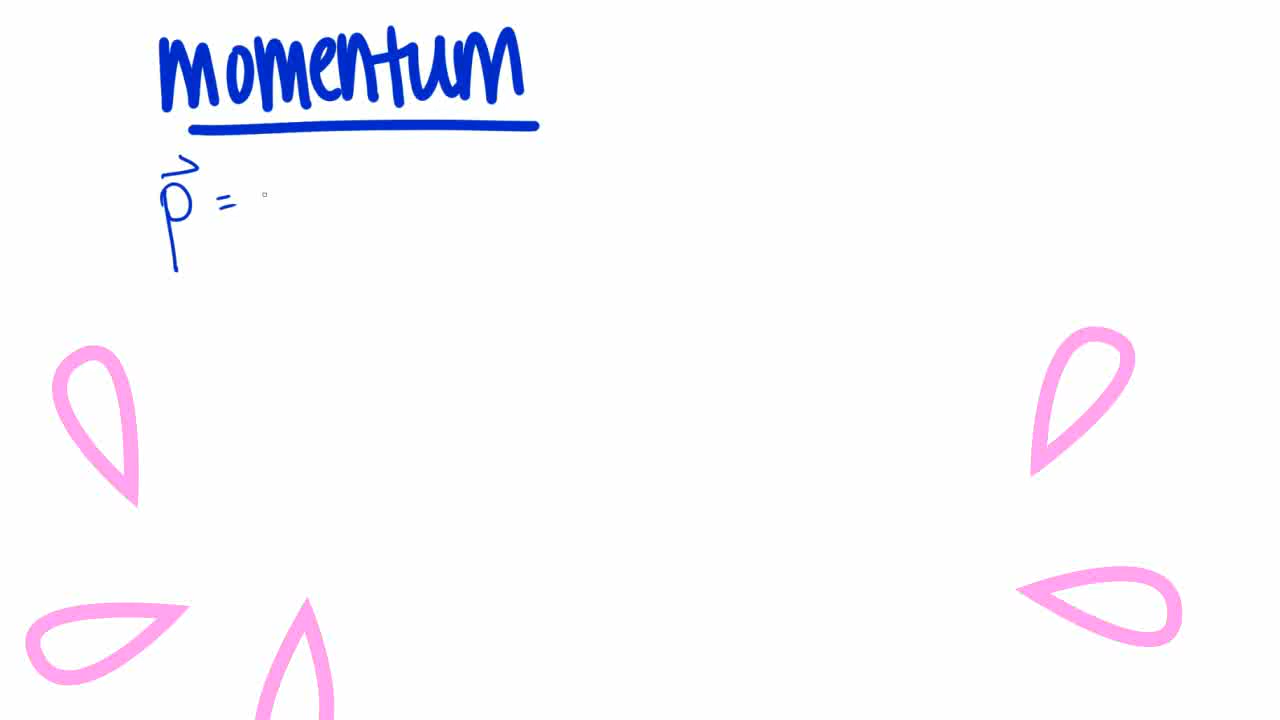 momentum
p⃗ =